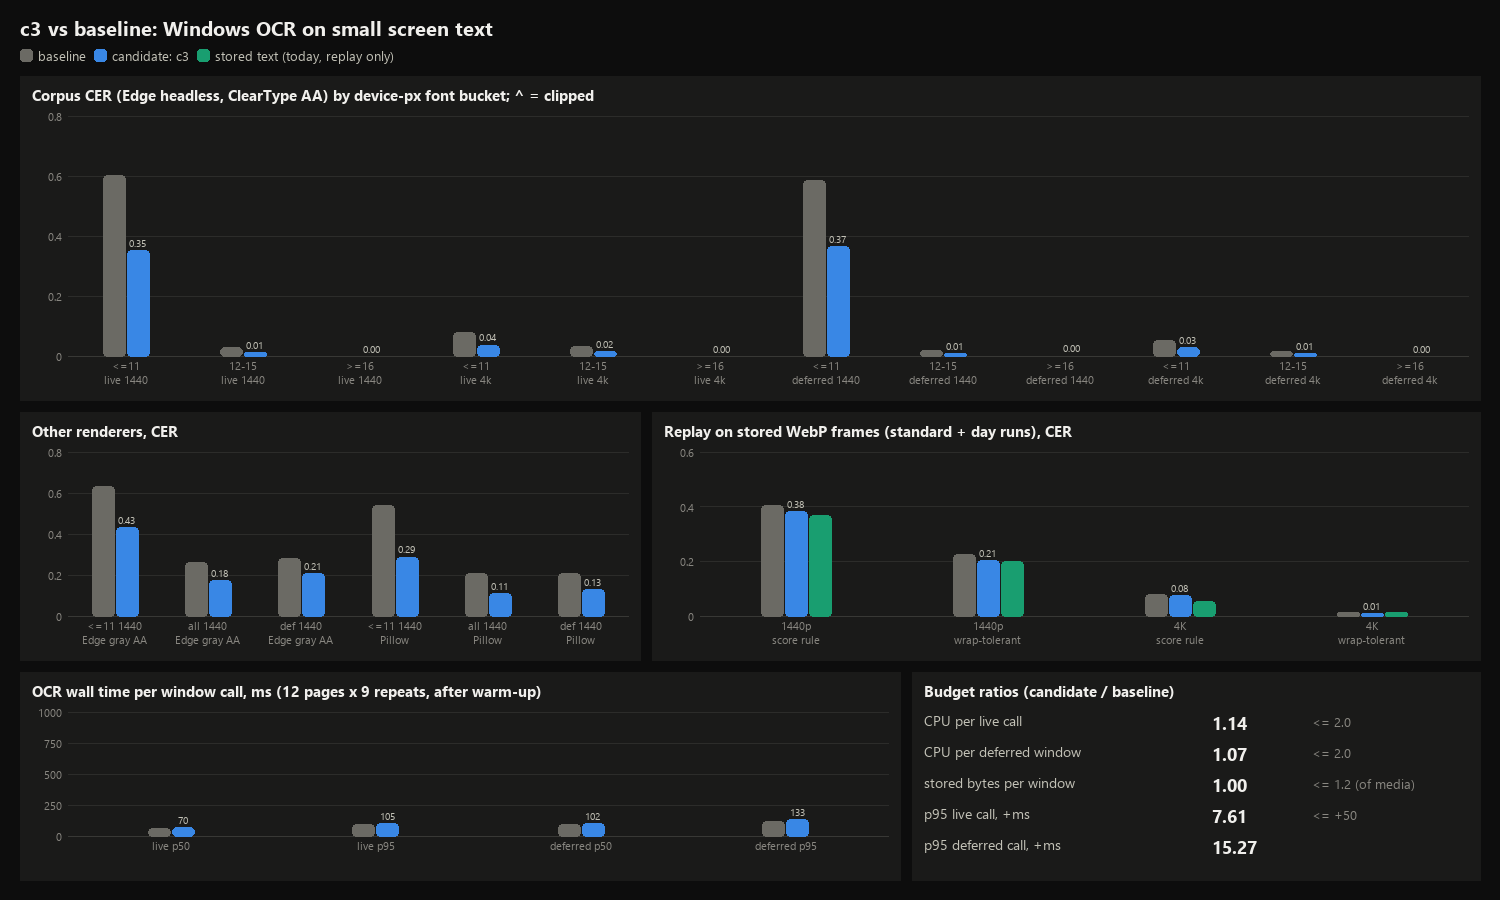 c3 vs baseline: Windows OCR on small screen text
baseline candidate: c3 stored text (today, replay only)
Corpus CER (Edge headless, ClearType AA) by device-px font bucket; ^ = clipped
0.8
0.6
0.4
0.2
0
0.35
0.01
0.00
0.04
0.02
0.00
0.37
0.01
0.00
0.03
0.01
0.00
<=11 12-15 >=16 <=11 12-15 >=16 <=11 12-15 >=16 <=11 12-15 >=16
live 1440 live 1440 live 1440 live 4k live 4k live 4k deferred 1440 deferred 1440 deferred 1440 deferred 4k deferred 4k deferred 4k
Other renderers, CER
0.8
0.6
0.4
0.2
0
0.43
0.18
0.21
0.29
0.11
0.13
<=11 1440 all 1440 def 1440 <=11 1440 all 1440 def 1440
Edge gray AA Edge gray AA Edge gray AA Pillow Pillow Pillow
Replay on stored WebP frames (standard + day runs), CER
0.6
0.4
0.2
0
0.38
0.21
0.08
0.01
1440p 1440p 4K 4K
score rule wrap-tolerant score rule wrap-tolerant
OCR wall time per window call, ms (12 pages x 9 repeats, after warm-up)
1000
750
500
250
0
70
105
102
133
live p50 live p95 deferred p50 deferred p95
Budget ratios (candidate / baseline)
CPU per live call 1.14 <= 2.0
CPU per deferred window 1.07 <= 2.0
stored bytes per window 1.00 <= 1.2 (of media)
p95 live call, +ms 7.61 <= +50
p95 deferred call, +ms 15.27